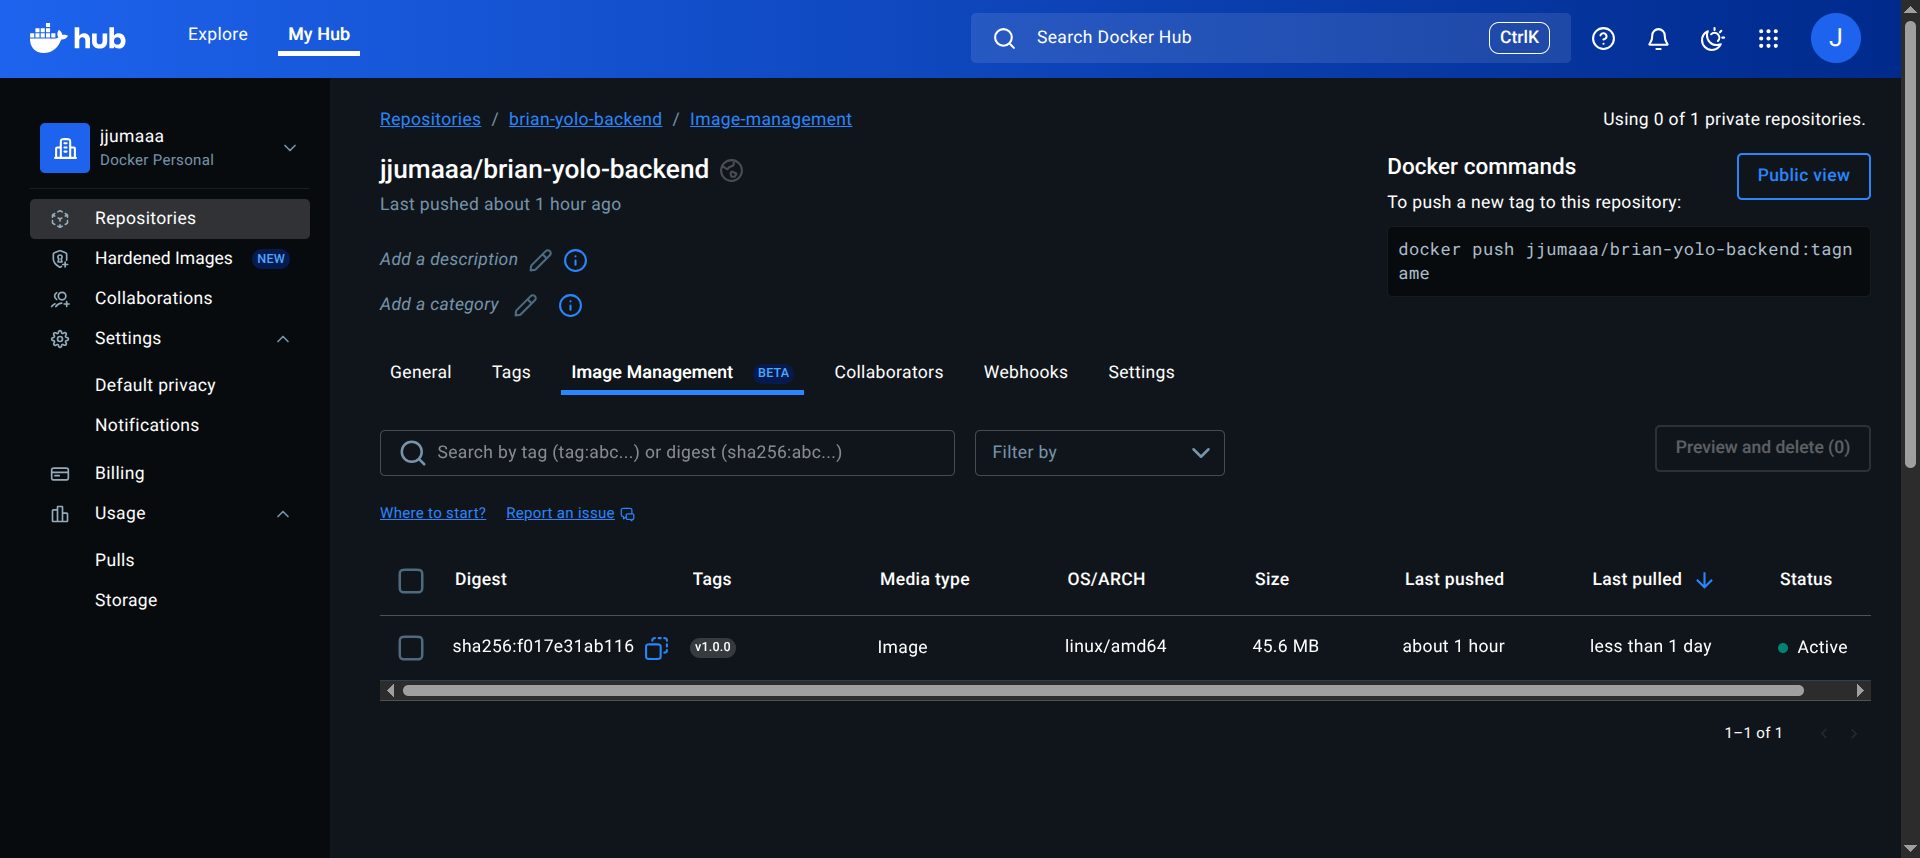 hub
Explore
My Hub
Search Docker Hub
CtrlK
J
jjumaaa
Docker Personal
Repositories
Hardened Images NEW
Collaborations
Settings
Default privacy
Notifications
Billing
Usage
Pulls
Storage
Repositories / brian-yolo-backend / Image-management
Using 0 of 1 private repositories.
jjumaaa/brian-yolo-backend
Last pushed about 1 hour ago
Add a description
Add a category
Docker commands
Public view
To push a new tag to this repository:
docker push jjumaaa/brian-yolo-backend:tagn
ame
General Tags Image Management BETA Collaborators Webhooks Settings
Search by tag (tag:abc...) or digest (sha256:abc...)
Filter by
Preview and delete (0)
Where to start? Report an issue
Digest Tags Media type OS/ARCH Size Last pushed Last pulled Status
sha256:f017e31ab116 v1.0.0 Image linux/amd64 45.6 MB about 1 hour less than 1 day Active
1–1 of 1